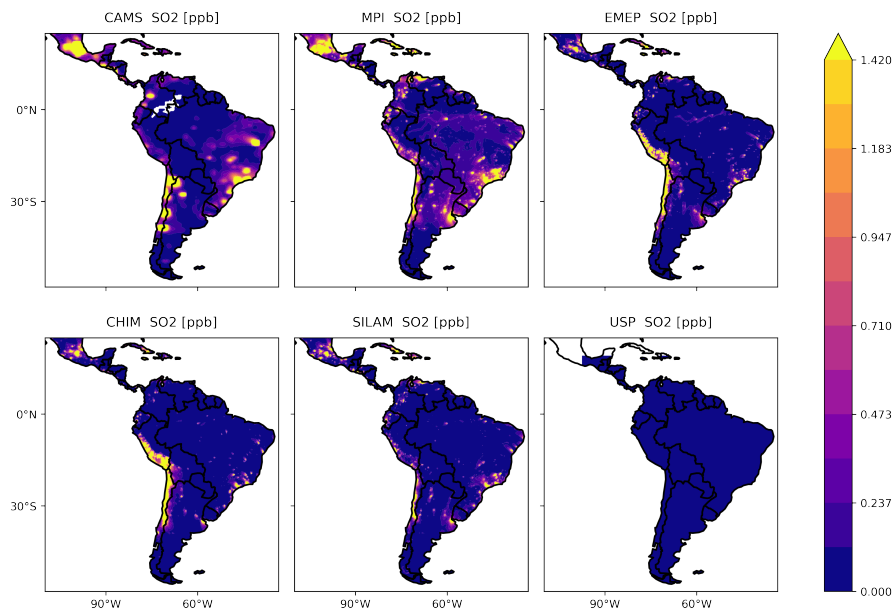 CAMS SO2 [ppb]
MPI SO2 [ppb]
EMEP SO2 [ppb]
0°N
30°S
CHIM SO2 [ppb]
SILAM SO2 [ppb]
USP SO2 [ppb]
0°N
30°S
90°W
60°W
90°W
60°W
90°W
60°W
1.420
1.183
0.947
0.710
0.473
0.237
0.000